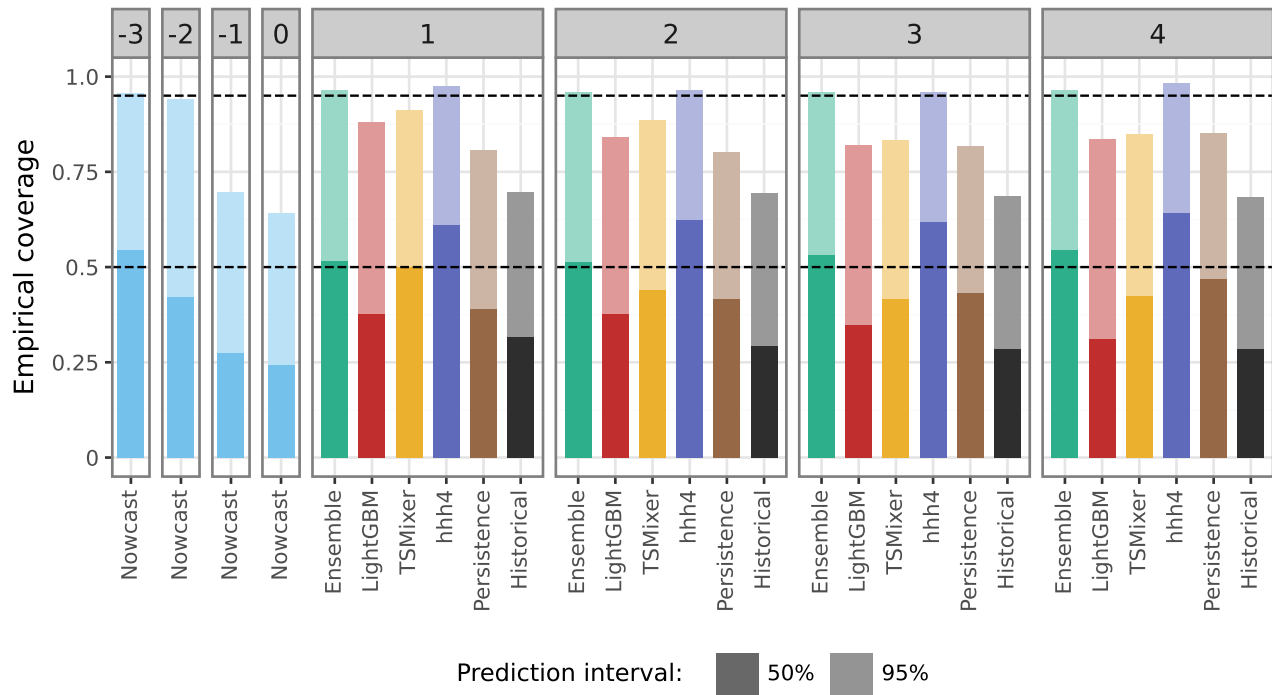 -3 -2 -1 0 1 2 3 4
Empirical coverage
1.0
0.75
0.5
0.25
0
Nowcast Nowcast Nowcast Nowcast Ensemble LightGBM TSMixer hhh4 Persistence Historical Ensemble LightGBM TSMixer hhh4 Persistence Historical Ensemble LightGBM TSMixer hhh4 Persistence Historical Ensemble LightGBM TSMixer hhh4 Persistence Historical
Prediction interval: 50% 95%